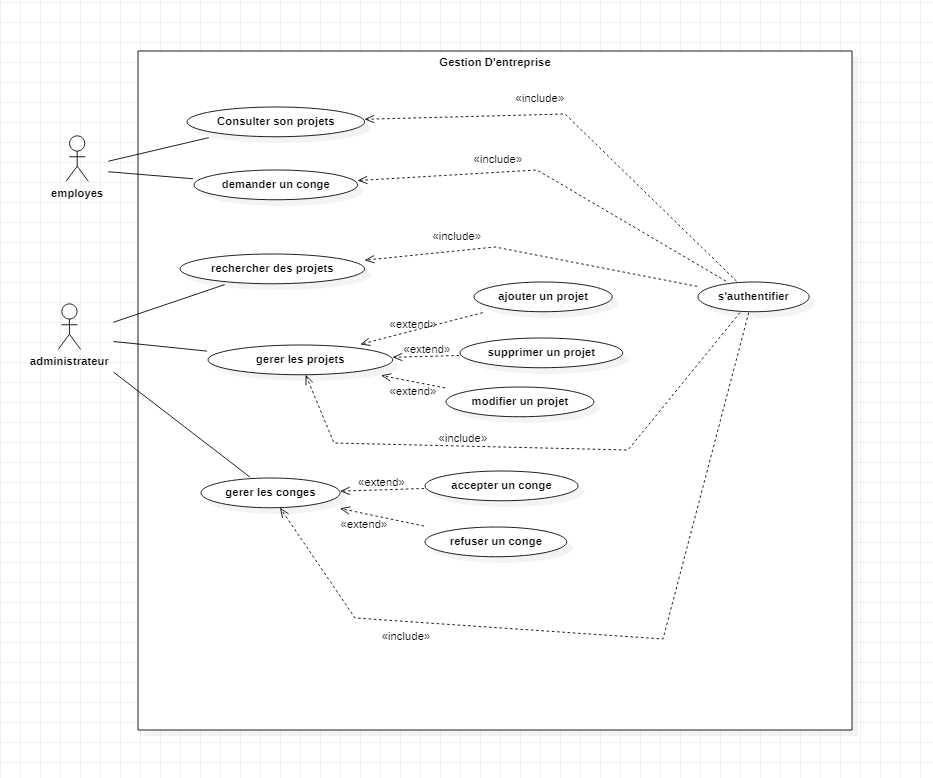 Gestion D'entreprise
«include»
Consulter son projets
«include»
employes
demander un conge
«include»
rechercher des projets
ajouter un projet
s'authentifier
«extend»
administrateur
gerer les projets
«extend»
supprimer un projet
«extend»
modifier un projet
«include»
gerer les conges
«extend»
accepter un conge
«extend»
refuser un conge
«include»